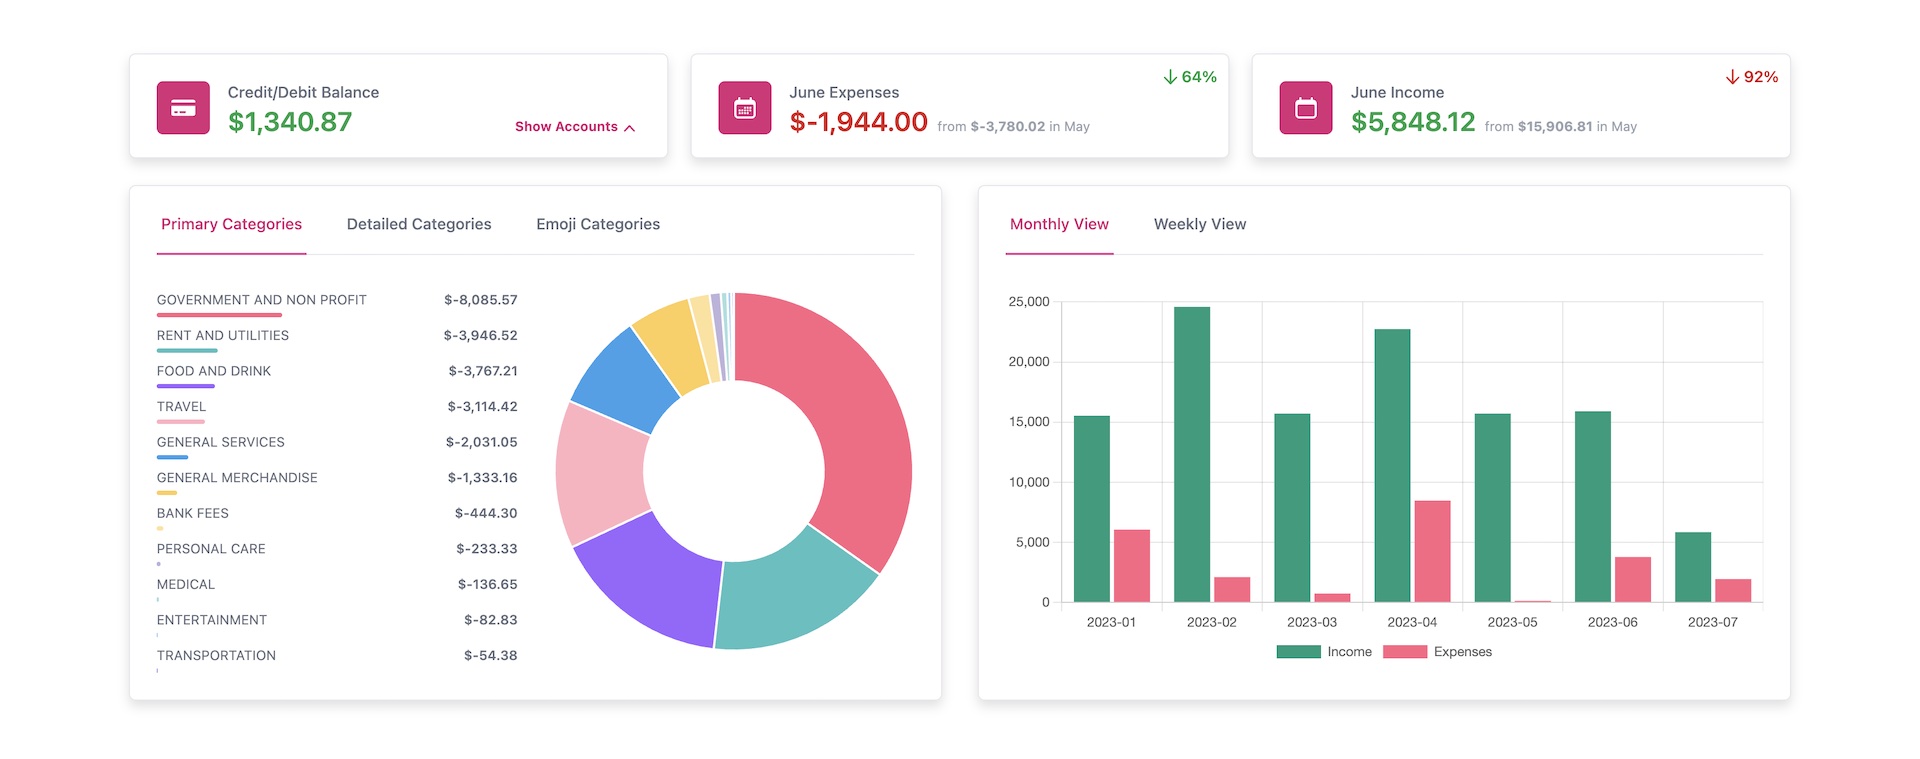 Credit/Debit Balance
$1,340.87
Show Accounts
June Expenses
$-1,944.00 from $-3,780.02 in May
64%
June Income
$5,848.12 from $15,906.81 in May
92%
Primary Categories Detailed Categories Emoji Categories
GOVERNMENT AND NON PROFIT $-8,085.57
RENT AND UTILITIES $-3,946.52
FOOD AND DRINK $-3,767.21
TRAVEL $-3,114.42
GENERAL SERVICES $-2,031.05
GENERAL MERCHANDISE $-1,333.16
BANK FEES $-444.30
PERSONAL CARE $-233.33
MEDICAL $-136.65
ENTERTAINMENT $-82.83
TRANSPORTATION $-54.38
Monthly View Weekly View
25,000
20,000
15,000
10,000
5,000
0
2023-01 2023-02 2023-03 2023-04 2023-05 2023-06 2023-07
Income Expenses